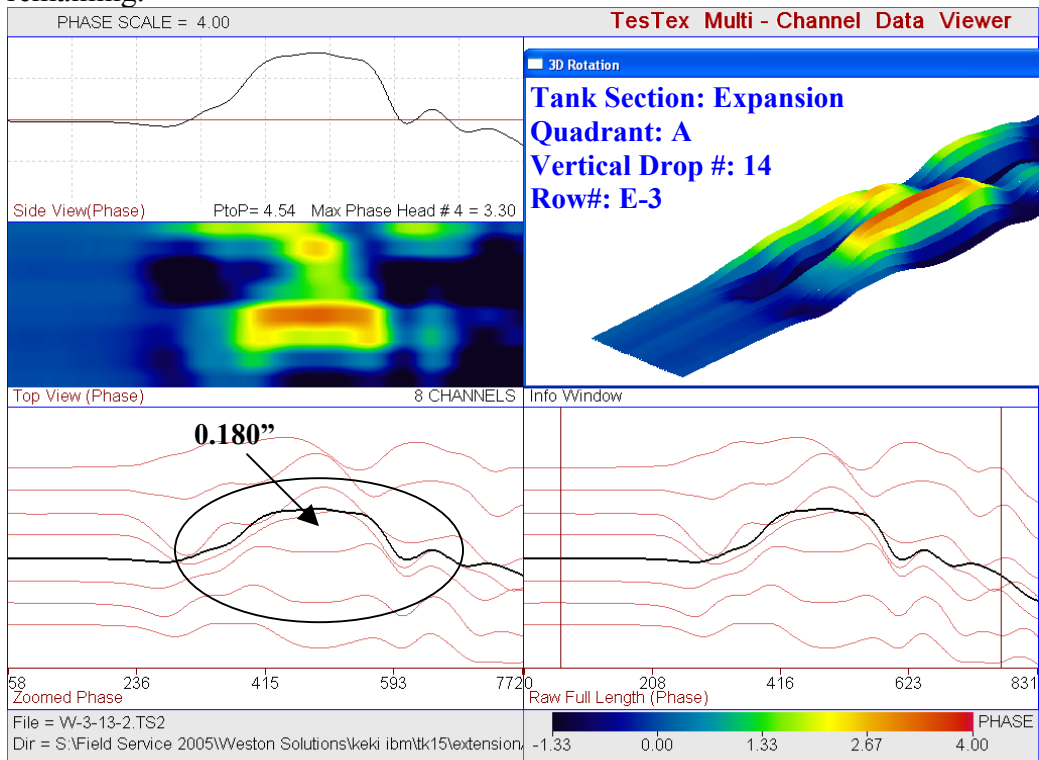 remaining.
PHASE SCALE = 4.00
TesTex Multi - Channel Data Viewer
3D Rotation
Tank Section: Expansion
Quadrant: A
Vertical Drop #: 14
Row#: E-3
Side View(Phase) PtoP= 4.54 Max Phase Head # 4 = 3.30
Top View (Phase) 8 CHANNELS
Info Window
0.180”
58 236 415 593 772
Zoomed Phase
0 208 416 623 831
Raw Full Length (Phase)
File = W-3-13-2.TS2
Dir = S:\Field Service 2005\Weston Solutions\keki ibm\tk15\extension
PHASE
-1.33 0.00 1.33 2.67 4.00